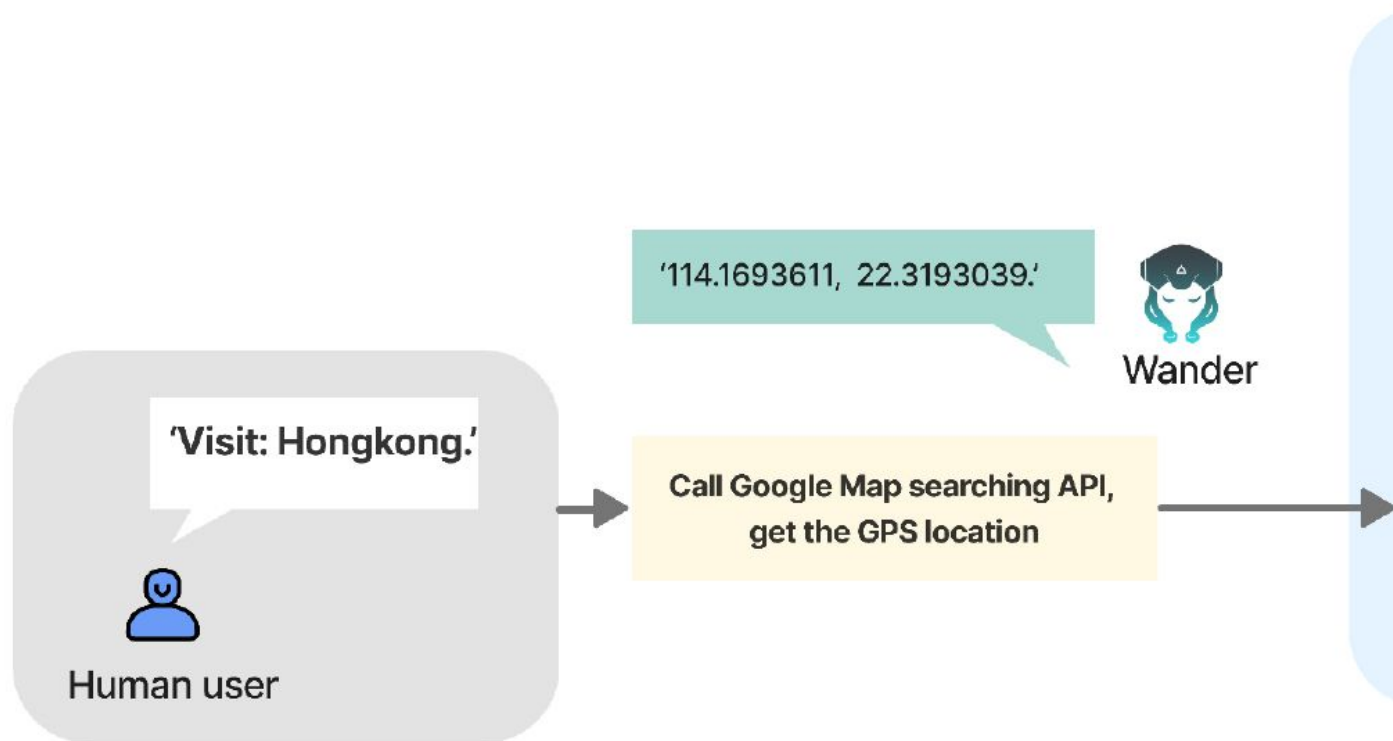 '114.1693611, 22.3193039.'
Wander
'Visit: Hongkong.'
Call Google Map searching API,
get the GPS location
Human user